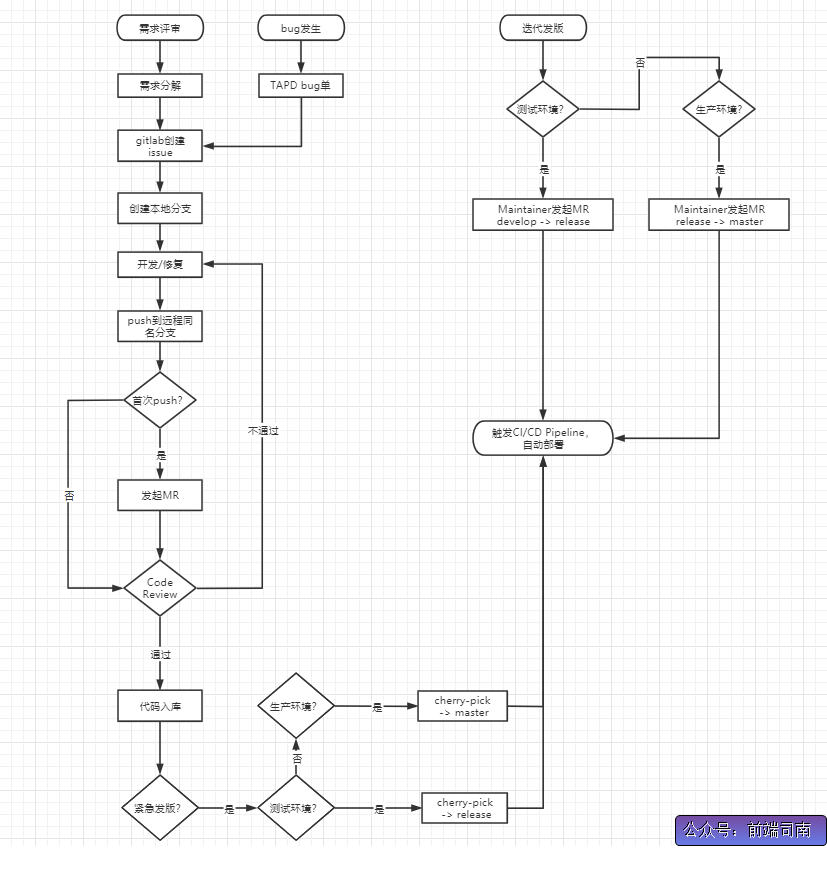 需求评审
bug发生
迭代发版
需求分解
TAPD bug单
否
测试环境?
生产环境?
gitlab创建
issue
是
是
创建本地分支
Maintainer发起MR
develop -> release
Maintainer发起MR
release -> master
开发/修复
push到远程同
名分支
首次push?
不通过
触发CI/CD Pipeline,
自动部署
是
否
发起MR
Code
Review
通过
代码入库
生产环境?
是
cherry-pick
-> master
否
紧急发版?
是
测试环境?
是
cherry-pick
-> release
公众号：前端司南